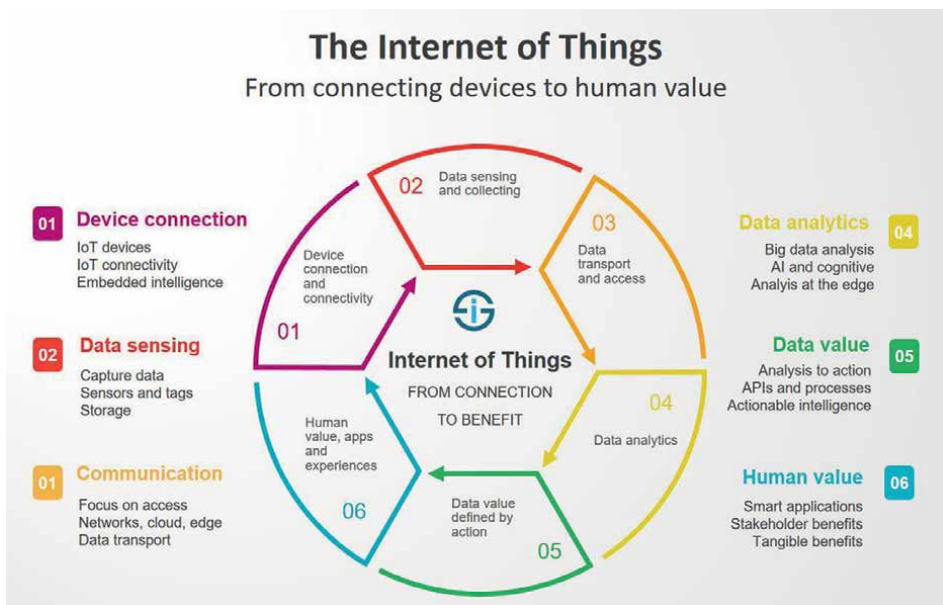 The Internet of Things
From connecting devices to human value
01 Device connection
IoT devices
IoT connectivity
Embedded intelligence
02 Data sensing
Capture data
Sensors and tags
Storage
01 Communication
Focus on access
Networks, cloud, edge
Data transport
01
Device
connection
and
connectivity
02
Data sensing
and collecting
03
Data
transport
and access
04
Data analytics
05
Data value
defined by
action
06
Human
value, apps
and
experiences
Internet of Things
FROM CONNECTION
TO BENEFIT
Data analytics 04
Big data analysis
AI and cognitive
Analyis at the edge
Data value 05
Analysis to action
APIs and processes
Actionable intelligence
Human value 06
Smart applications
Stakeholder benefits
Tangible benefits